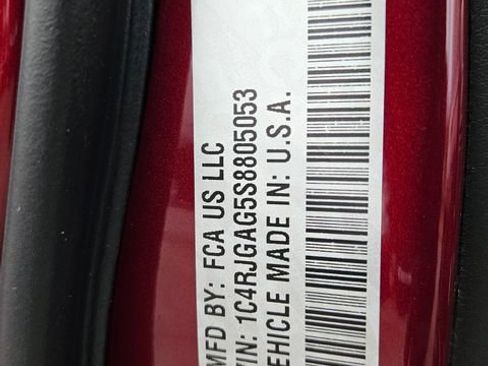 MFD BY: FCA US LLC
VIN: 1C4RJGAG5S8805053
VEHICLE MADE IN: U.S.A.